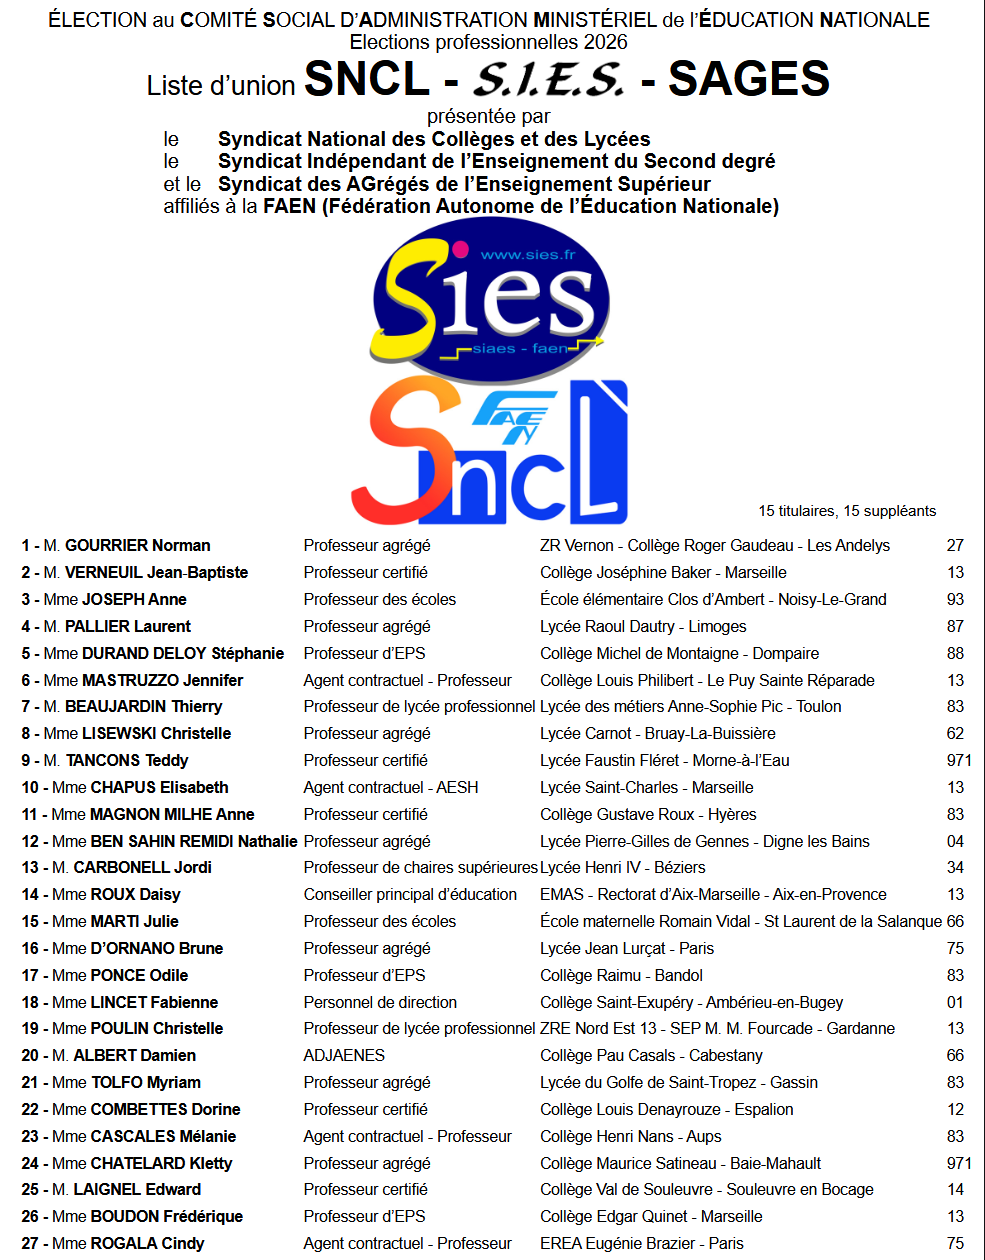 ÉLECTION au COMITÉ SOCIAL D’ADMINISTRATION MINISTÉRIEL de l’ÉDUCATION NATIONALE
Elections professionnelles 2026
Liste d’union SNCL - S.I.E.S. - SAGES
présentée par
le Syndicat National des Collèges et des Lycées
le Syndicat Indépendant de l’Enseignement du Second degré
et le Syndicat des AGrégés de l’Enseignement Supérieur
affiliés à la FAEN (Fédération Autonome de l’Éducation Nationale)
www.sies.fr
Sies
siaes - faen
FAEN
Sncl
15 titulaires, 15 suppléants
1 - M. GOURRIER Norman Professeur agrégé ZR Vernon - Collège Roger Gaudeau - Les Andelys 27
2 - M. VERNEUIL Jean-Baptiste Professeur certifié Collège Joséphine Baker - Marseille 13
3 - Mme JOSEPH Anne Professeur des écoles École élémentaire Clos d’Ambert - Noisy-Le-Grand 93
4 - M. PALLIER Laurent Professeur agrégé Lycée Raoul Dautry - Limoges 87
5 - Mme DURAND DELOY Stéphanie Professeur d’EPS Collège Michel de Montaigne - Dompaire 88
6 - Mme MASTRUZZO Jennifer Agent contractuel - Professeur Collège Louis Philibert - Le Puy Sainte Réparade 13
7 - M. BEAUJARDIN Thierry Professeur de lycée professionnel Lycée des métiers Anne-Sophie Pic - Toulon 83
8 - Mme LISEWSKI Christelle Professeur agrégé Lycée Carnot - Bruay-La-Buissière 62
9 - M. TANCONS Teddy Professeur certifié Lycée Faustin Fléret - Morne-à-l’Eau 971
10 - Mme CHAPUS Elisabeth Agent contractuel - AESH Lycée Saint-Charles - Marseille 13
11 - Mme MAGNON MILHE Anne Professeur certifié Collège Gustave Roux - Hyères 83
12 - Mme BEN SAHIN REMIDI Nathalie Professeur agrégé Lycée Pierre-Gilles de Gennes - Digne les Bains 04
13 - M. CARBONELL Jordi Professeur de chaires supérieures Lycée Henri IV - Béziers 34
14 - Mme ROUX Daisy Conseiller principal d’éducation EMAS - Rectorat d’Aix-Marseille - Aix-en-Provence 13
15 - Mme MARTI Julie Professeur des écoles École maternelle Romain Vidal - St Laurent de la Salanque 66
16 - Mme D’ORNANO Brune Professeur agrégé Lycée Jean Lurçat - Paris 75
17 - Mme PONCE Odile Professeur d’EPS Collège Raimu - Bandol 83
18 - Mme LINCET Fabienne Personnel de direction Collège Saint-Exupéry - Ambérieu-en-Bugey 01
19 - Mme POULIN Christelle Professeur de lycée professionnel ZRE Nord Est 13 - SEP M. M. Fourcade - Gardanne 13
20 - M. ALBERT Damien ADJAENES Collège Pau Casals - Cabestany 66
21 - Mme TOLFO Myriam Professeur agrégé Lycée du Golfe de Saint-Tropez - Gassin 83
22 - Mme COMBETTES Dorine Professeur certifié Collège Louis Denayrouze - Espalion 12
23 - Mme CASCALES Mélanie Agent contractuel - Professeur Collège Henri Nans - Aups 83
24 - Mme CHATELARD Kletty Professeur agrégé Collège Maurice Satineau - Baie-Mahault 971
25 - M. LAIGNEL Edward Professeur certifié Collège Val de Souleuvre - Souleuvre en Bocage 14
26 - Mme BOUDON Frédérique Professeur d’EPS Collège Edgar Quinet - Marseille 13
27 - Mme ROGALA Cindy Agent contractuel - Professeur EREA Eugénie Brazier - Paris 75